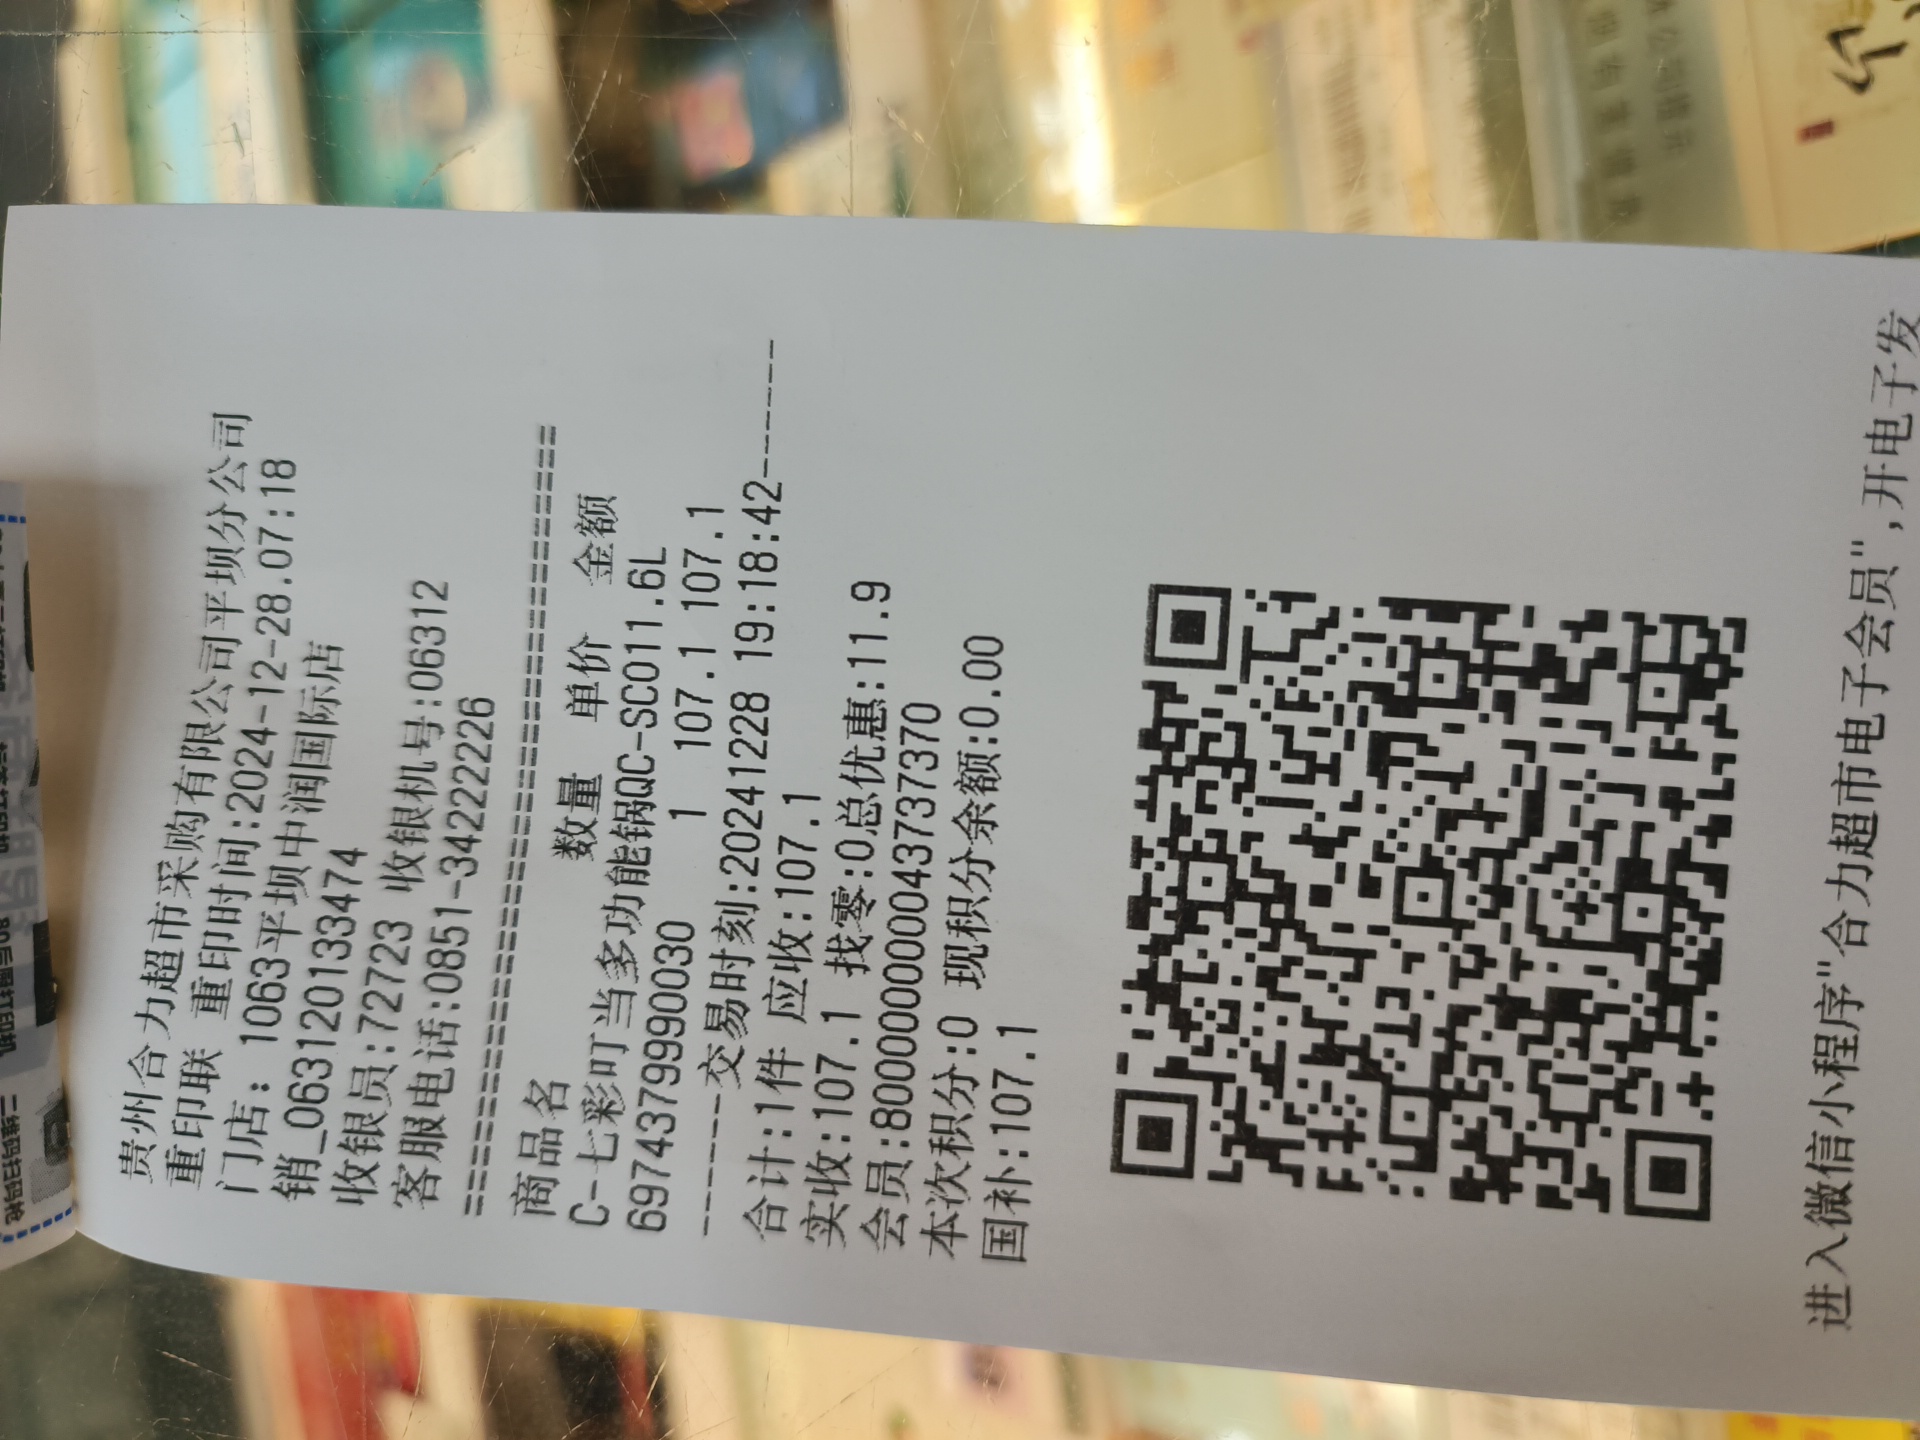 贵州合力超市采购有限公司平坝分公司
重印联 重印时间:2024-12-28.07:18
门店: 1063平坝中润国际店
销_063120133474
收银员:72723 收银机号:06312
客服电话:0851-3422226
==========================================
商品名 数量 单价 金额
C-七彩叮当多功能锅QC-SC011.6L
6974379990030 1 107.1 107.1
-------交易时刻:20241228 19:18:42-------
合计:1件 应收:107.1
实收:107.1 找零:0总优惠:11.9
会员:8000000000437370
本次积分:0 现积分余额:0.00
国补:107.1
进入微信小程序"合力超市电子会员",开电子发
二维码扫码枪